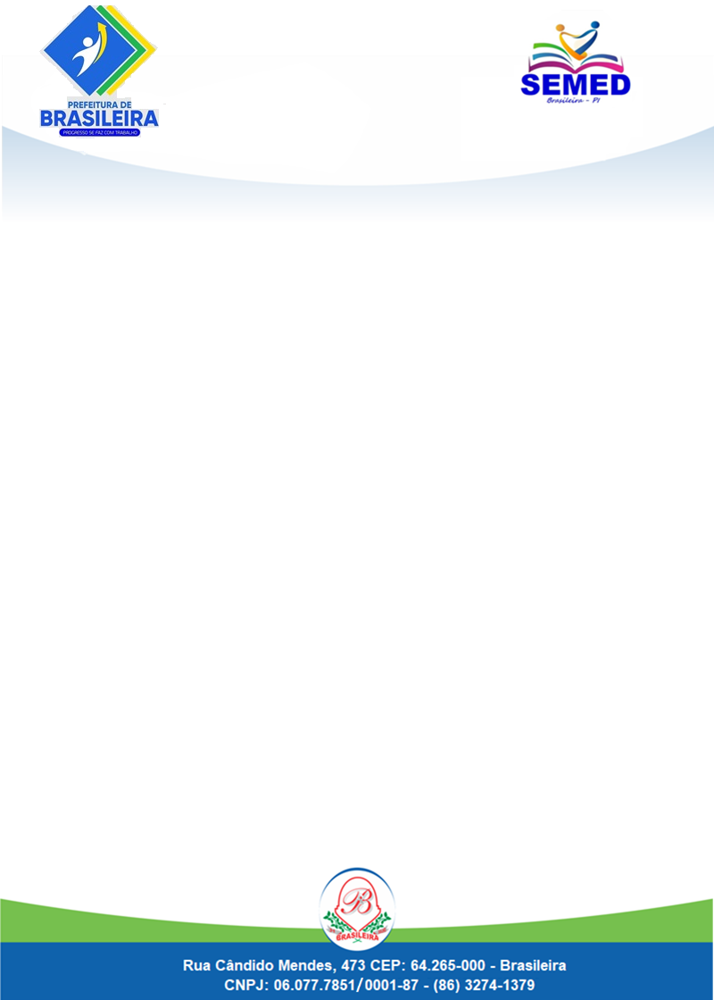 PREFEITURA DE
BRASILEIRA
PROGRESSO SE FAZ COM TRABALHO
SEMED
Brasileira - PI
BRASILEIRA
Rua Cândido Mendes, 473 CEP: 64.265-000 - Brasileira
CNPJ: 06.077.7851/0001-87 - (86) 3274-1379